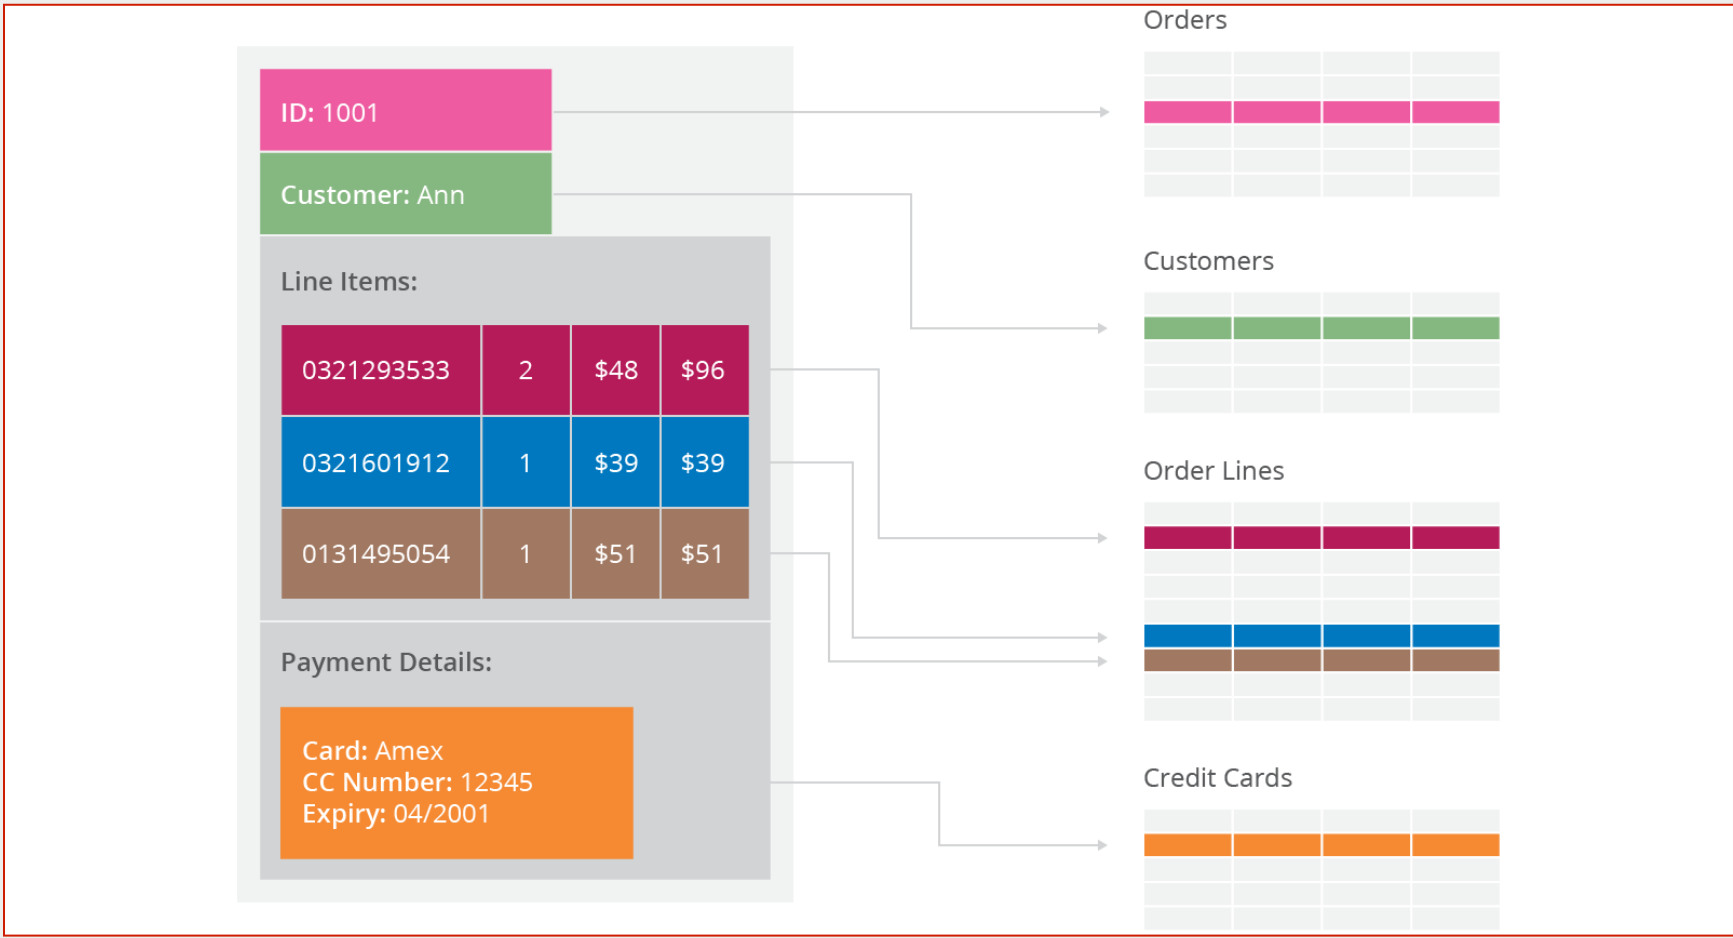 Orders
ID: 1001
Customer: Ann
Customers
Line Items:
0321293533 2 $48 $96
0321601912 1 $39 $39
0131495054 1 $51 $51
Order Lines
Payment Details:
Card: Amex
CC Number: 12345
Expiry: 04/2001
Credit Cards